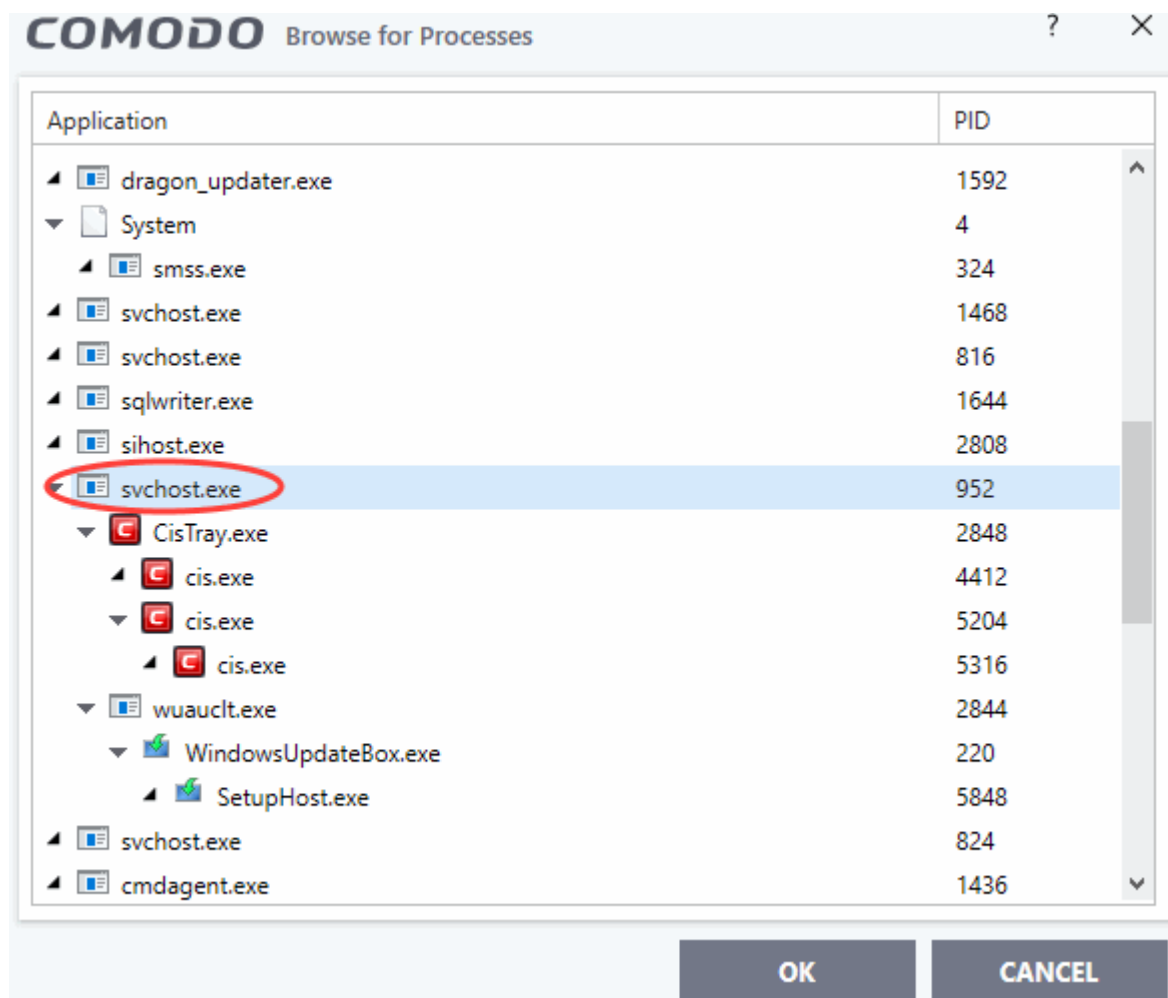 COMODO Browse for Processes ?
Application PID
dragon_updater.exe 1592
System 4
smss.exe 324
svchost.exe 1468
svchost.exe 816
sqlwriter.exe 1644
sihost.exe 2808
svchost.exe 952
CisTray.exe 2848
cis.exe 4412
cis.exe 5204
cis.exe 5316
wuauclt.exe 2844
WindowsUpdateBox.exe 220
SetupHost.exe 5848
svchost.exe 824
cmdagent.exe 1436
OK CANCEL